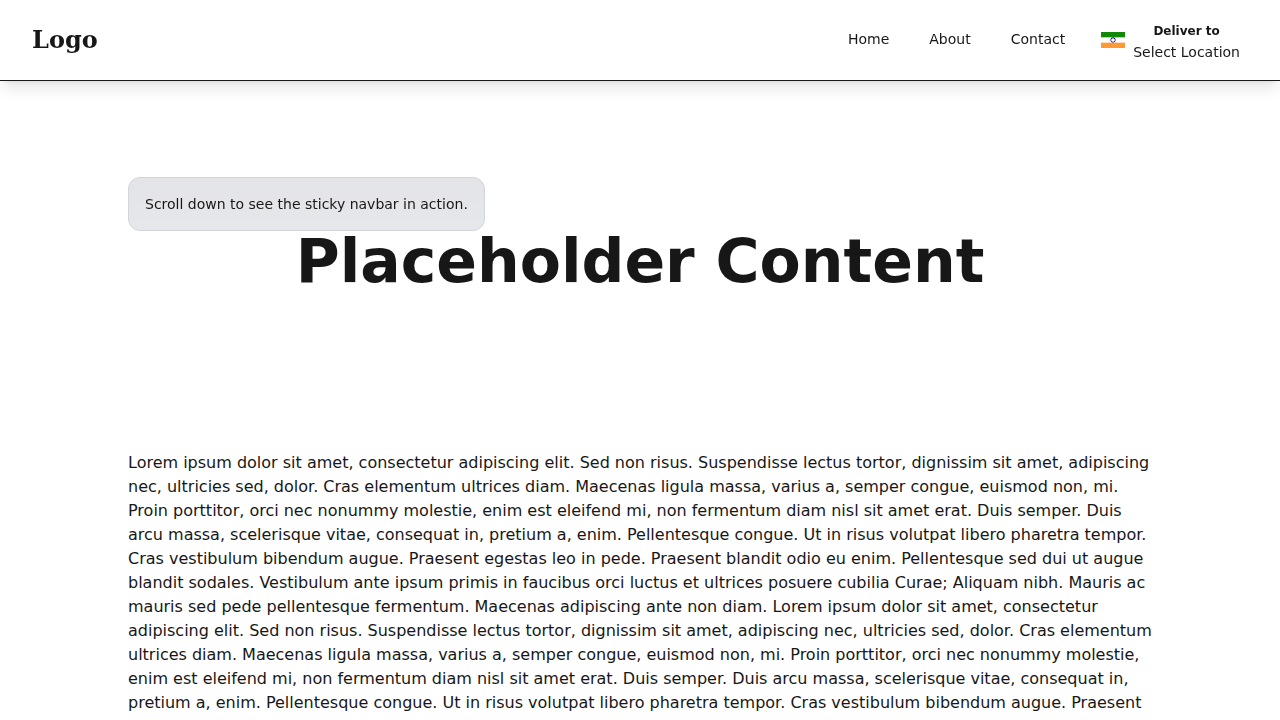 Logo
Home
About
Contact
Deliver to
Select Location
Scroll down to see the sticky navbar in action.
Placeholder Content
Lorem ipsum dolor sit amet, consectetur adipiscing elit. Sed non risus. Suspendisse lectus tortor, dignissim sit amet, adipiscing
nec, ultricies sed, dolor. Cras elementum ultrices diam. Maecenas ligula massa, varius a, semper congue, euismod non, mi.
Proin porttitor, orci nec nonummy molestie, enim est eleifend mi, non fermentum diam nisl sit amet erat. Duis semper. Duis
arcu massa, scelerisque vitae, consequat in, pretium a, enim. Pellentesque congue. Ut in risus volutpat libero pharetra tempor.
Cras vestibulum bibendum augue. Praesent egestas leo in pede. Praesent blandit odio eu enim. Pellentesque sed dui ut augue
blandit sodales. Vestibulum ante ipsum primis in faucibus orci luctus et ultrices posuere cubilia Curae; Aliquam nibh. Mauris ac
mauris sed pede pellentesque fermentum. Maecenas adipiscing ante non diam. Lorem ipsum dolor sit amet, consectetur
adipiscing elit. Sed non risus. Suspendisse lectus tortor, dignissim sit amet, adipiscing nec, ultricies sed, dolor. Cras elementum
ultrices diam. Maecenas ligula massa, varius a, semper congue, euismod non, mi. Proin porttitor, orci nec nonummy molestie,
enim est eleifend mi, non fermentum diam nisl sit amet erat. Duis semper. Duis arcu massa, scelerisque vitae, consequat in,
pretium a, enim. Pellentesque congue. Ut in risus volutpat libero pharetra tempor. Cras vestibulum bibendum augue. Praesent